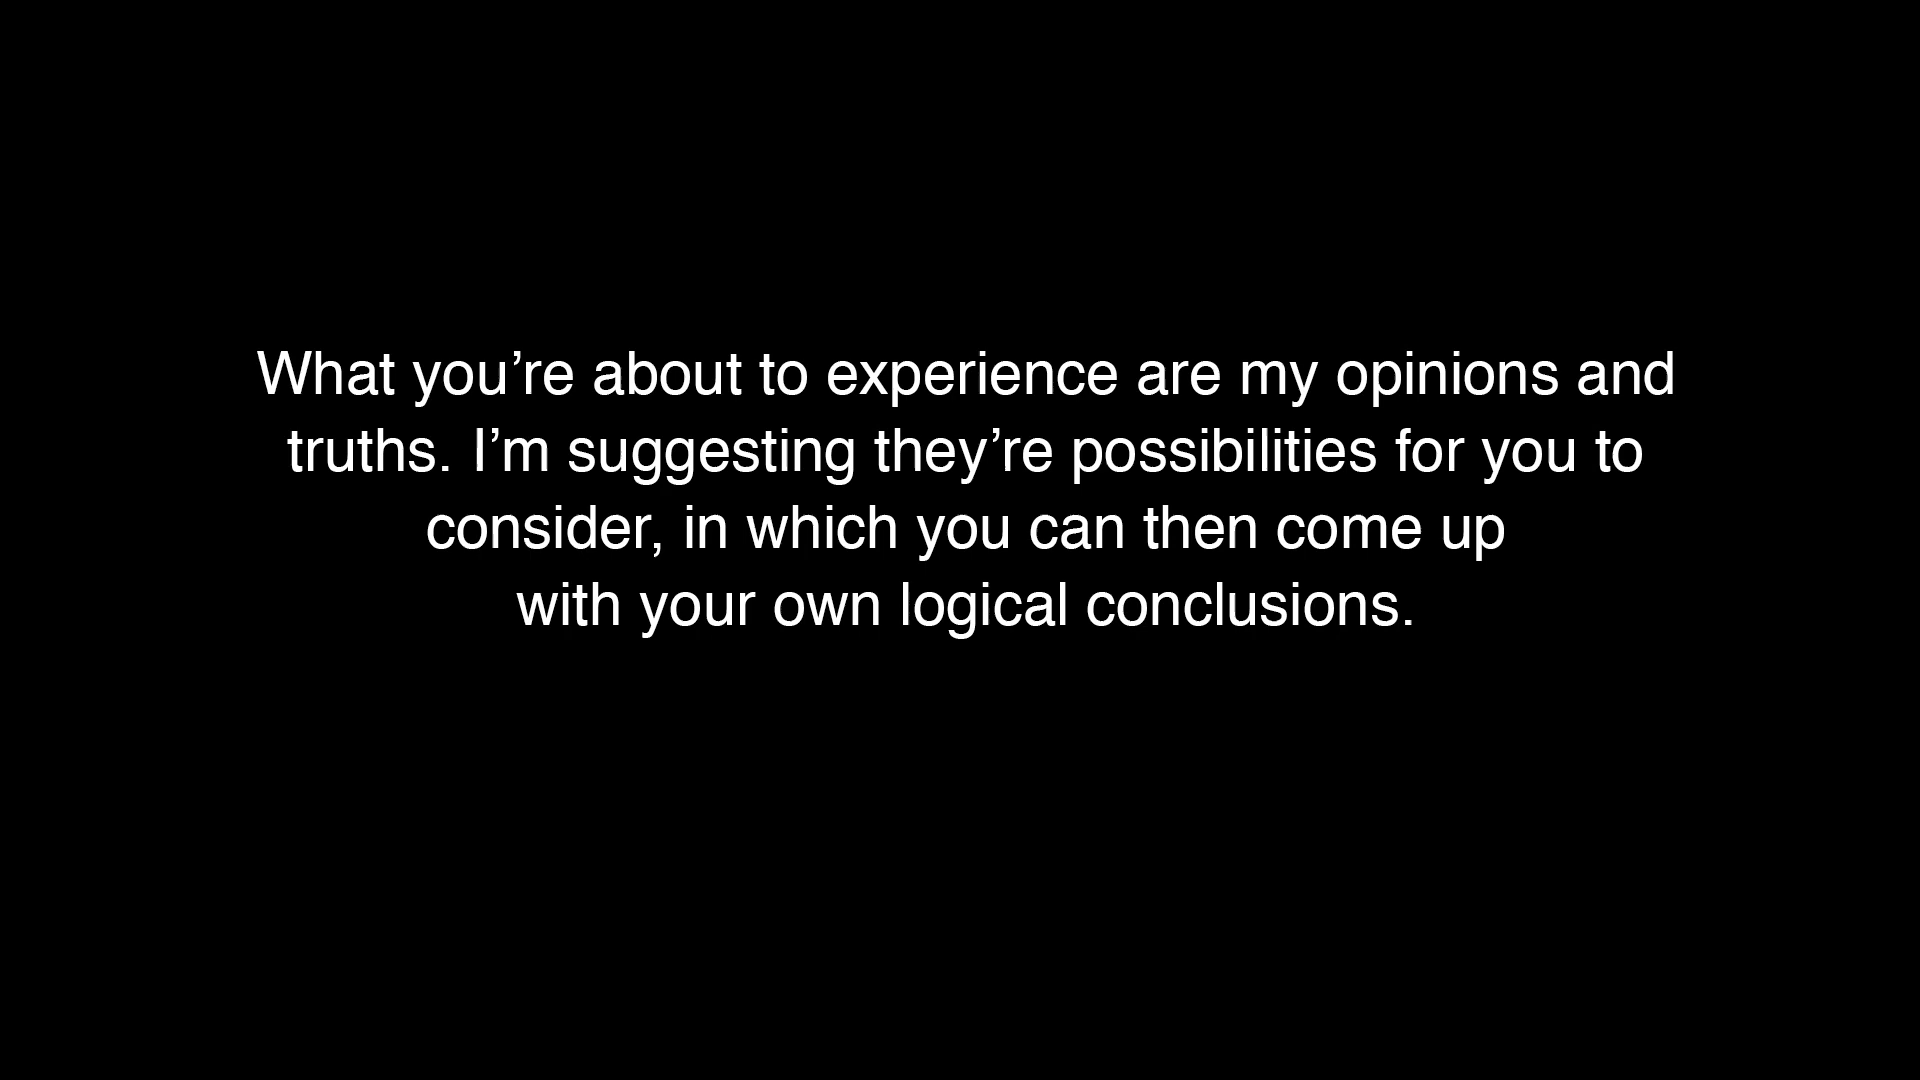 What you’re about to experience are my opinions and
truths. I’m suggesting they’re possibilities for you to
consider, in which you can then come up
with your own logical conclusions.